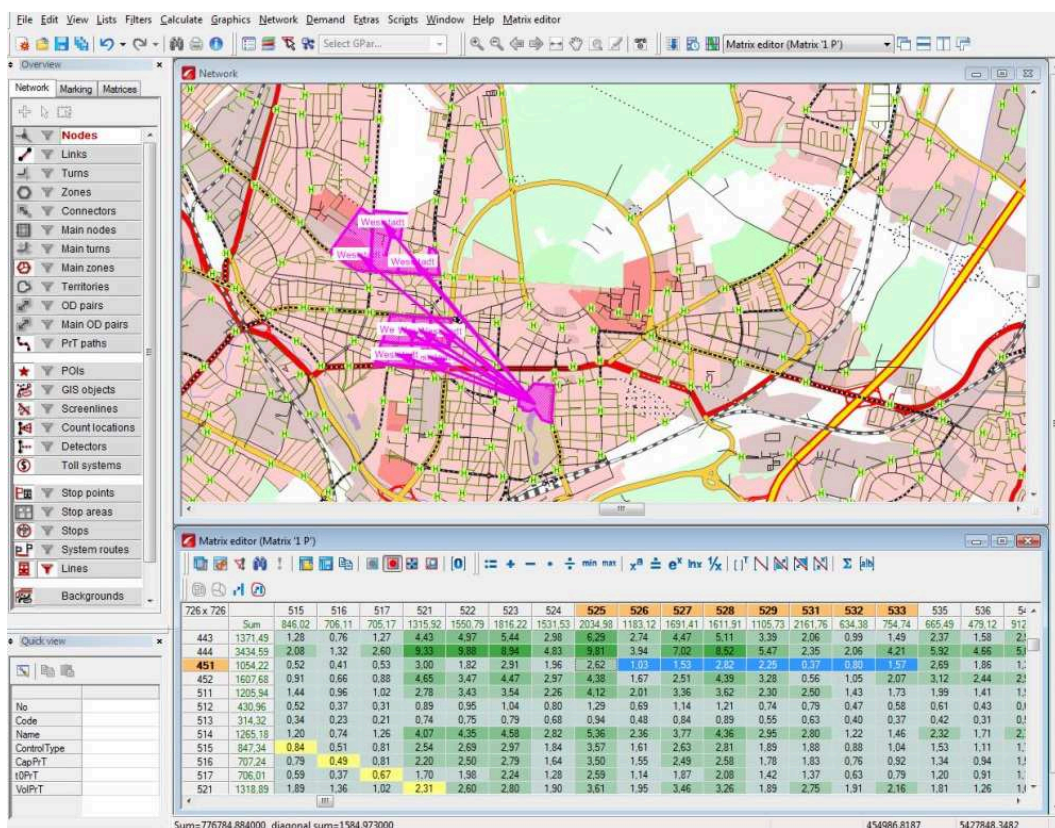 File Edit View Lists Filters Calculate Graphics Network Demand Extras Scripts Window Help Matrix editor
Select GPar...
Matrix editor (Matrix '1 P')
Overview
Network Marking Matrices
Nodes
Links
Turns
Zones
Connectors
Main nodes
Main turns
Main zones
Territories
OD pairs
Main OD pairs
PrT paths
POIs
GIS objects
Screenlines
Count locations
Detectors
Toll systems
Stop points
Stop areas
Stops
System routes
Lines
Backgrounds
Quick view
No
Code
Name
ControlType
CapPrT
t0PrT
VolPrT
Network
Weststadt
Matrix editor (Matrix '1 P')
726 x 726 515 516 517 521 522 523 524 525 526 527 528 529 531 532 533 535 536
Sum 846,02 706,11 705,17 1315,92 1550,79 1816,22 1531,53 2034,98 1183,12 1691,41 1611,91 1105,73 2161,76 634,38 754,74 665,49 479,12
443 1371,49 1,28 0,76 1,27 4,43 4,97 5,44 2,98 6,29 2,74 4,47 5,11 3,39 2,06 0,99 1,49 2,37 1,58
444 3434,59 2,08 1,32 2,60 9,33 9,88 8,94 4,83 9,81 3,94 7,02 8,52 5,47 2,35 2,06 4,21 5,92 4,66
451 1054,22 0,52 0,41 0,53 3,00 1,82 2,91 1,96 2,62 1,03 1,53 2,82 2,25 0,37 0,80 1,57 2,69 1,86
452 1607,68 0,91 0,66 0,88 4,65 3,47 4,47 2,97 4,38 1,67 2,51 4,39 3,28 0,56 1,05 2,07 3,12 2,44
511 1205,94 1,44 0,96 1,02 2,78 3,43 3,54 2,26 4,12 2,01 3,36 3,62 2,30 2,50 1,43 1,73 1,99 1,41
512 430,96 0,52 0,37 0,31 0,89 0,95 1,04 0,80 1,29 0,69 1,14 1,21 0,74 0,79 0,47 0,58 0,61 0,43
513 314,32 0,34 0,23 0,21 0,74 0,75 0,79 0,68 0,94 0,48 0,84 0,89 0,55 0,63 0,40 0,37 0,42 0,31
514 1265,18 1,20 0,74 1,26 4,07 4,35 4,58 2,82 5,36 2,36 3,77 4,36 2,95 2,80 1,22 1,46 2,32 1,71
515 847,34 0,84 0,51 0,81 2,54 2,69 2,97 1,84 3,57 1,61 2,63 2,81 1,89 1,88 0,88 1,04 1,53 1,11
516 707,24 0,79 0,49 0,81 2,20 2,50 2,79 1,64 3,50 1,55 2,49 2,58 1,78 1,83 0,76 0,92 1,34 0,94
517 706,01 0,59 0,37 0,67 1,70 1,98 2,24 1,28 2,59 1,14 1,87 2,08 1,42 1,37 0,63 0,79 1,20 0,91
521 1318,89 1,89 1,36 1,02 2,31 2,60 2,80 1,90 3,61 1,95 3,46 3,26 1,89 2,75 1,91 2,16 1,81 1,26
Sum=776784,884000, diagonal sum=1584,973000 454986,8187 5427848,3482